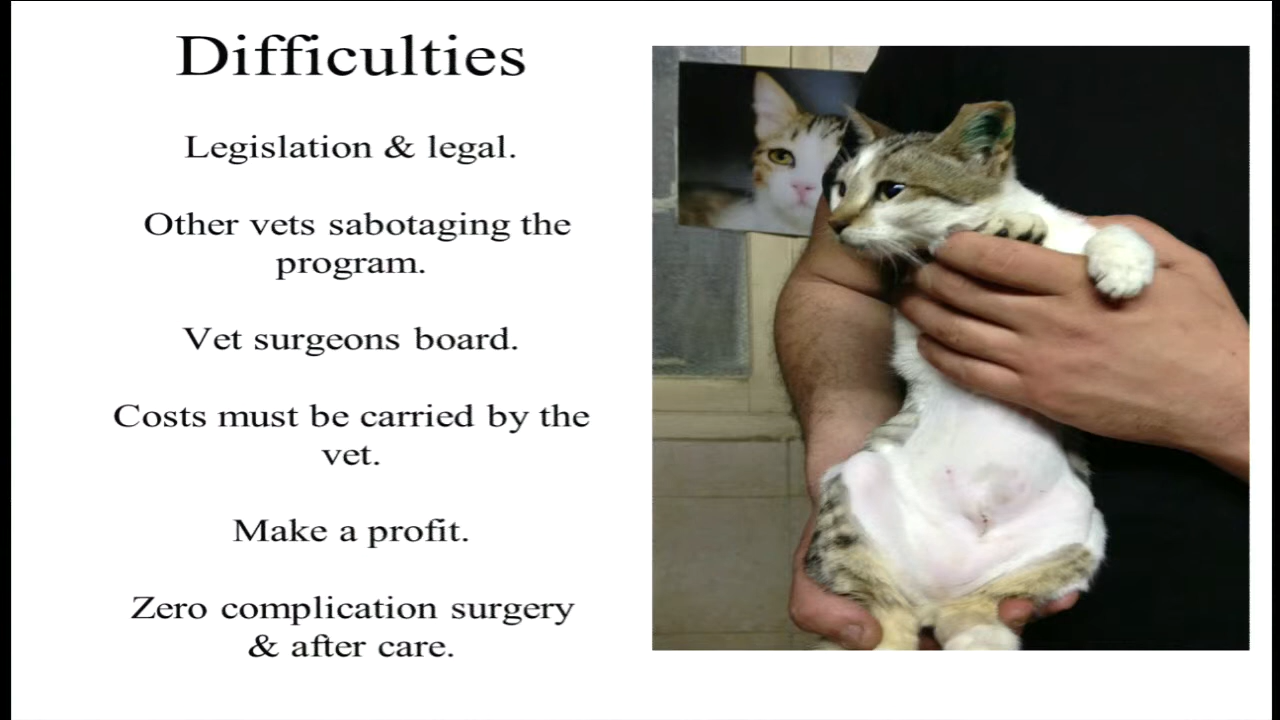 Difficulties
Legislation & legal.
Other vets sabotaging the
program.
Vet surgeons board.
Costs must be carried by the
vet.
Make a profit.
Zero complication surgery
& after care.